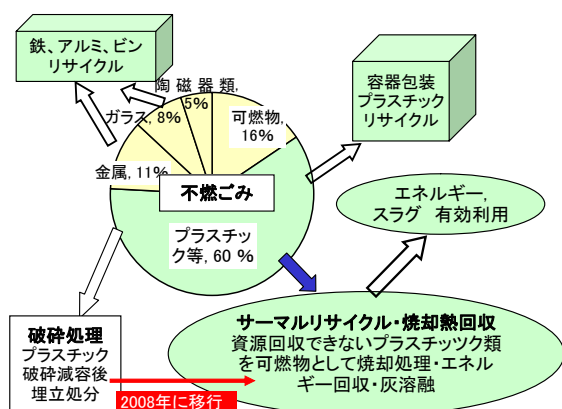 鉄、アルミ、ビン
リサイクル
陶磁器類,
5%
ガラス, 8%
可燃物,
16%
金属, 11%
不燃ごみ
プラスチッ
ク等, 60 %
容器包装
プラスチック
リサイクル
エネルギー,
スラグ 有効利用
破砕処理
プラスチック
破砕減容後
埋立処分
サーマルリサイクル・焼却熱回収
資源回収できないプラスチツク類
を可燃物として焼却処理・エネル
ギー回収・灰溶融
2008年に移行